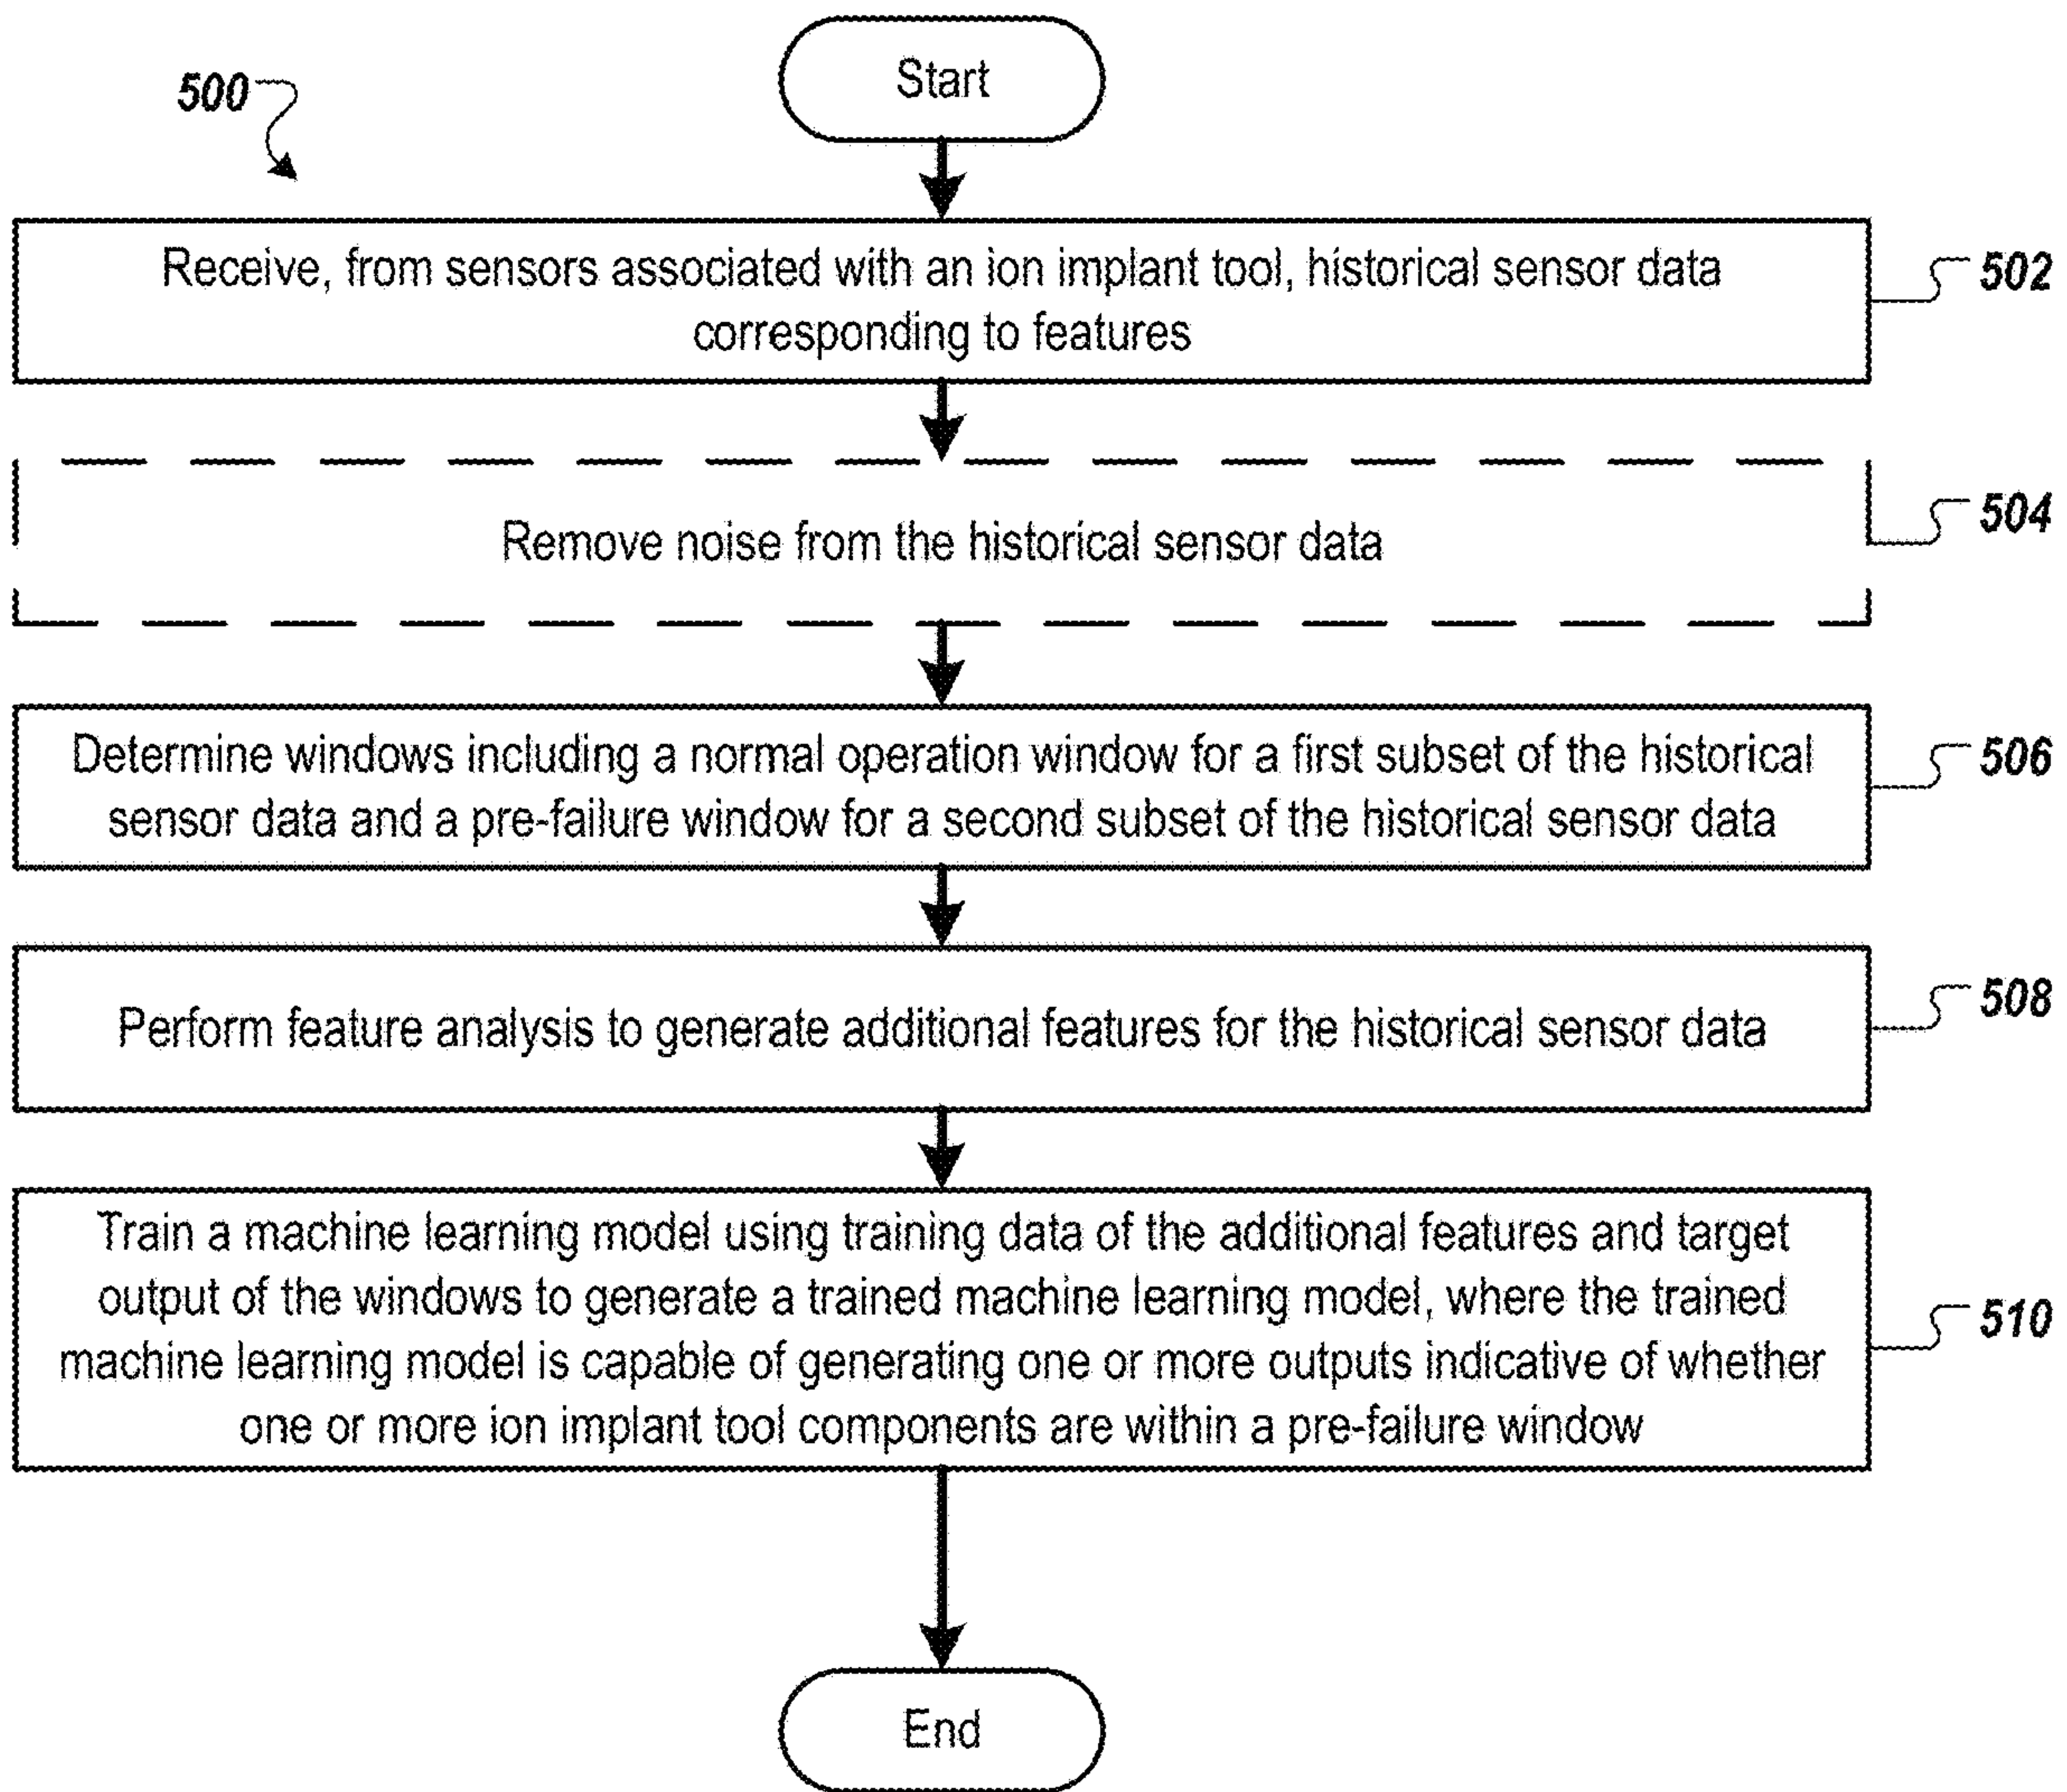 Start
500
Receive, from sensors associated with an ion implant tool, historical sensor data
corresponding to features
502
Remove noise from the historical sensor data
504
Determine windows including a normal operation window for a first subset of the historical
sensor data and a pre-failure window for a second subset of the historical sensor data
506
Perform feature analysis to generate additional features for the historical sensor data
508
Train a machine learning model using training data of the additional features and target
output of the windows to generate a trained machine learning model, where the trained
machine learning model is capable of generating one or more outputs indicative of whether
one or more ion implant tool components are within a pre-failure window
510
End